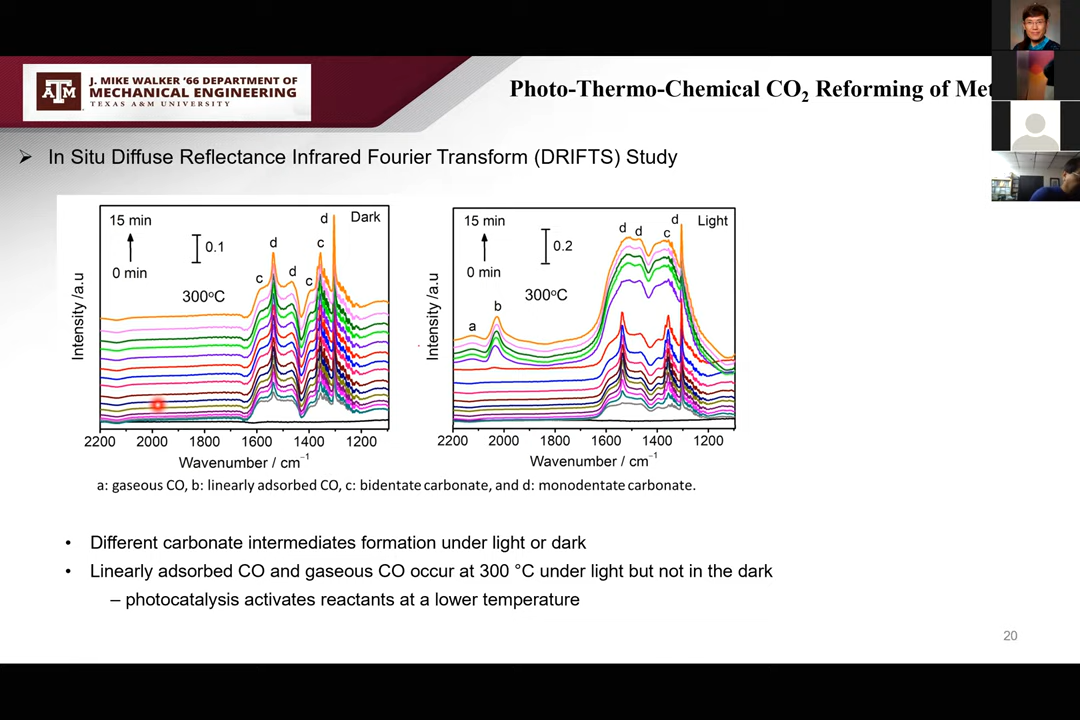 J. MIKE WALKER '66 DEPARTMENT OF
MECHANICAL ENGINEERING
TEXAS A&M UNIVERSITY
ATM
Photo-Thermo-Chemical CO2 Reforming of Met
➢ In Situ Diffuse Reflectance Infrared Fourier Transform (DRIFTS) Study
15 min
0 min
0.1
300°C
Dark
c d d c c d
Intensity /a.u
2200 2000 1800 1600 1400 1200
Wavenumber / cm⁻¹
15 min
0 min
0.2
300°C
Light
a b d d c d
Intensity /a.u
2200 2000 1800 1600 1400 1200
Wavenumber / cm⁻¹
a: gaseous CO, b: linearly adsorbed CO, c: bidentate carbonate, and d: monodentate carbonate.
• Different carbonate intermediates formation under light or dark
• Linearly adsorbed CO and gaseous CO occur at 300 °C under light but not in the dark
– photocatalysis activates reactants at a lower temperature
20